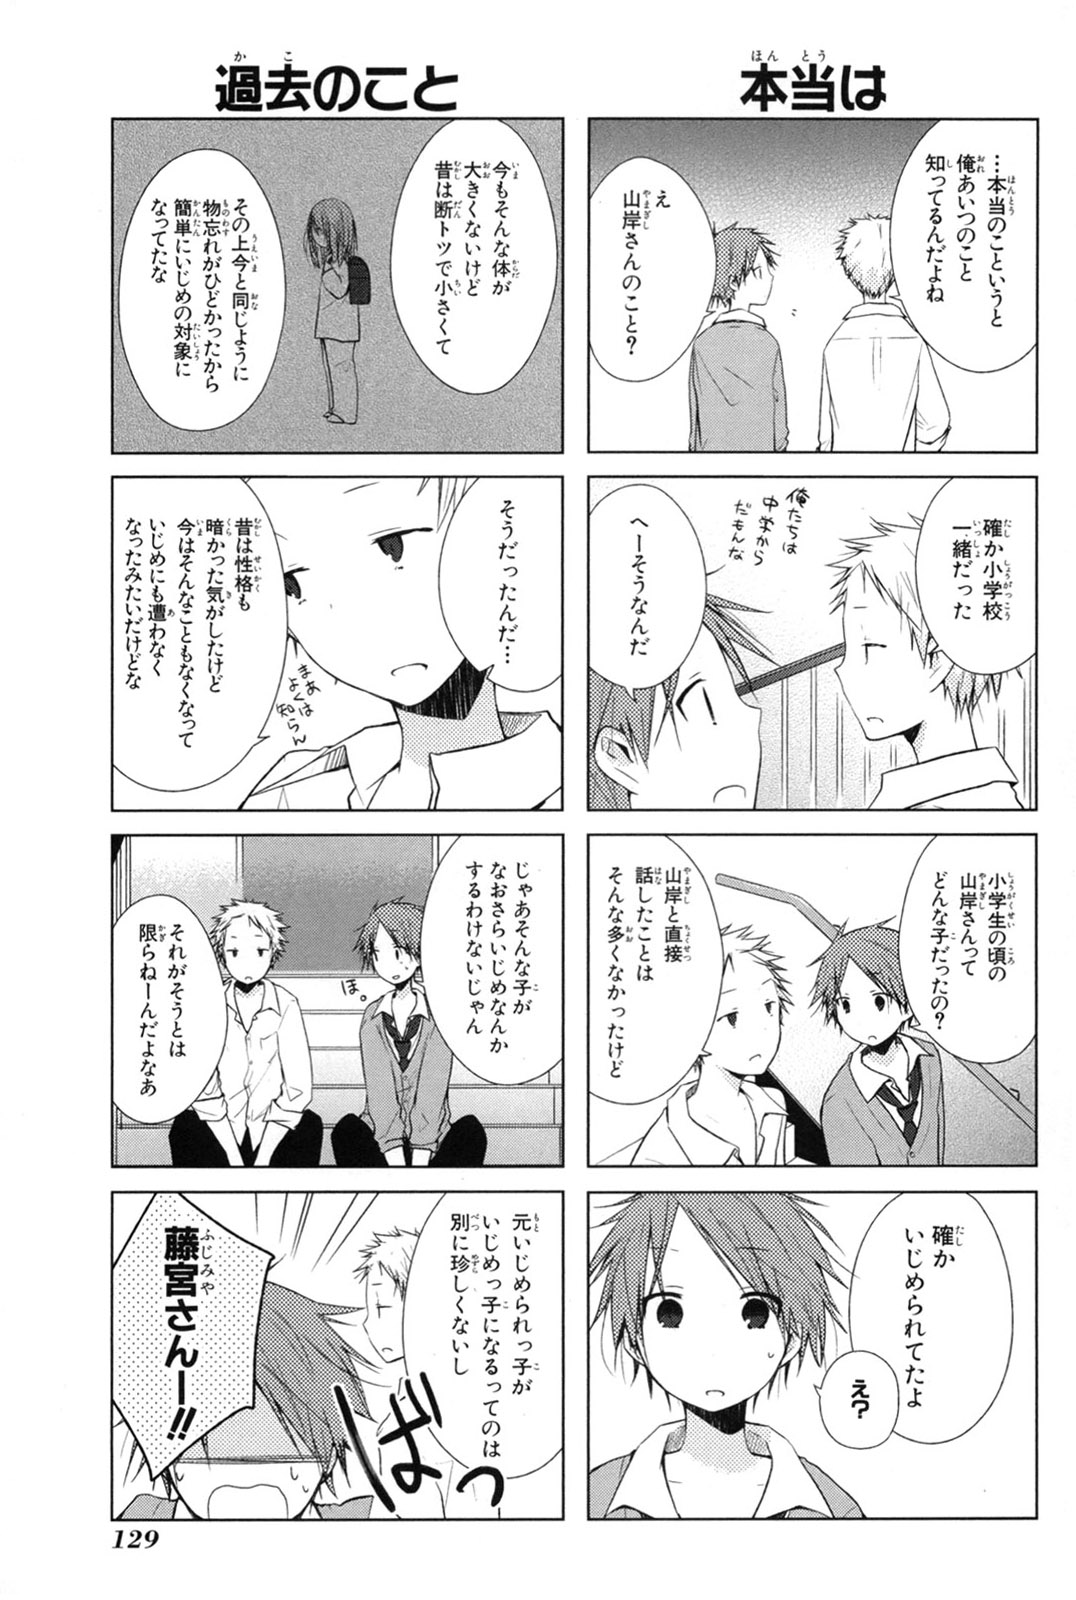 本当は
…本当のこというと
俺あいつのこと
知ってるんだよね
え
山岸さんのこと？
確か小学校
一緒だった
俺たちは
中学から
だもんな
へーそうなんだ
小学生の頃の
山岸さんって
どんな子だったの？
山岸と直接
話したことは
そんな多くなかったけど
確か
いじめられてたよ
え？
過去のこと
今もそんな体が
大きくないけど
昔は断トツで小さくて
その上今と同じように
物忘れがひどかったから
簡単にいじめの対象に
なってたな
そうだったんだ…
昔は性格も
暗かった気がしたけど
今はそんなこともなくなって
いじめにも遭わなく
なったみたいだけどな
まあ
よくは
知らん
じゃあそんな子が
なおさらいじめなんか
するわけないじゃん
ほ。
それがそうとは
限らねーんだよなあ
元いじめられっ子が
いじめっ子になるってのは
別に珍しくないし
ばっ
藤宮さんー!!
129